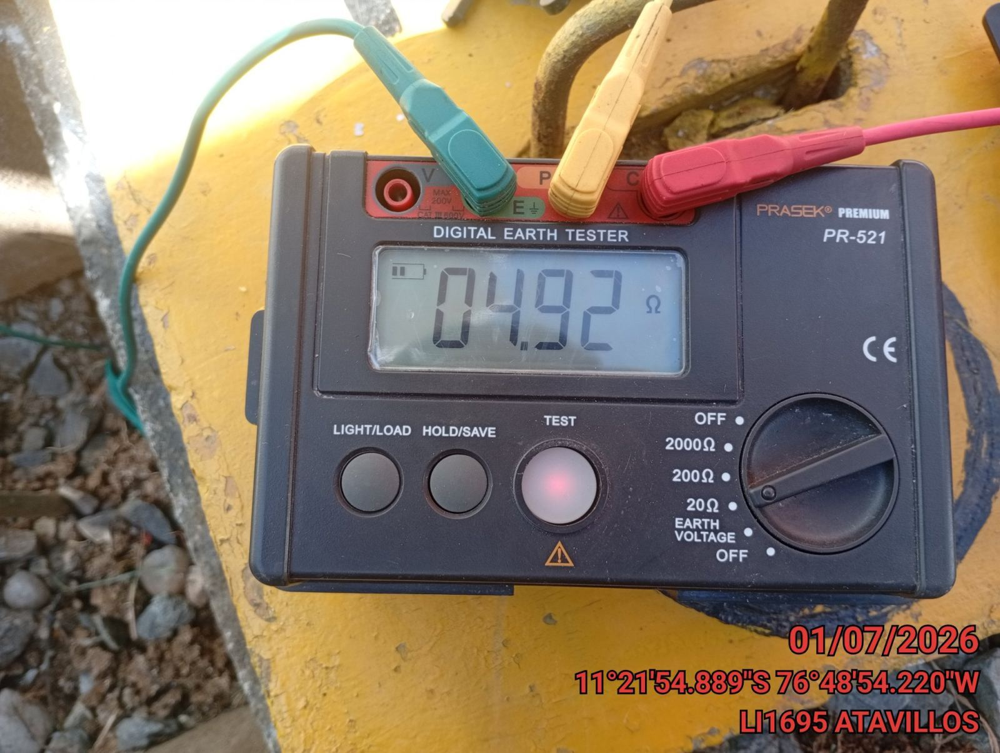 V
P
C
MAX
200V
E
CAT III 600V
PRASEK® PREMIUM
PR-521
DIGITAL EARTH TESTER
04.92 Ω
CE
LIGHT/LOAD
HOLD/SAVE
TEST
OFF
2000Ω
200Ω
20Ω
EARTH
VOLTAGE
OFF
01/07/2026
11°21'54.889"S 76°48'54.220"W
LI1695 ATAVILLOS